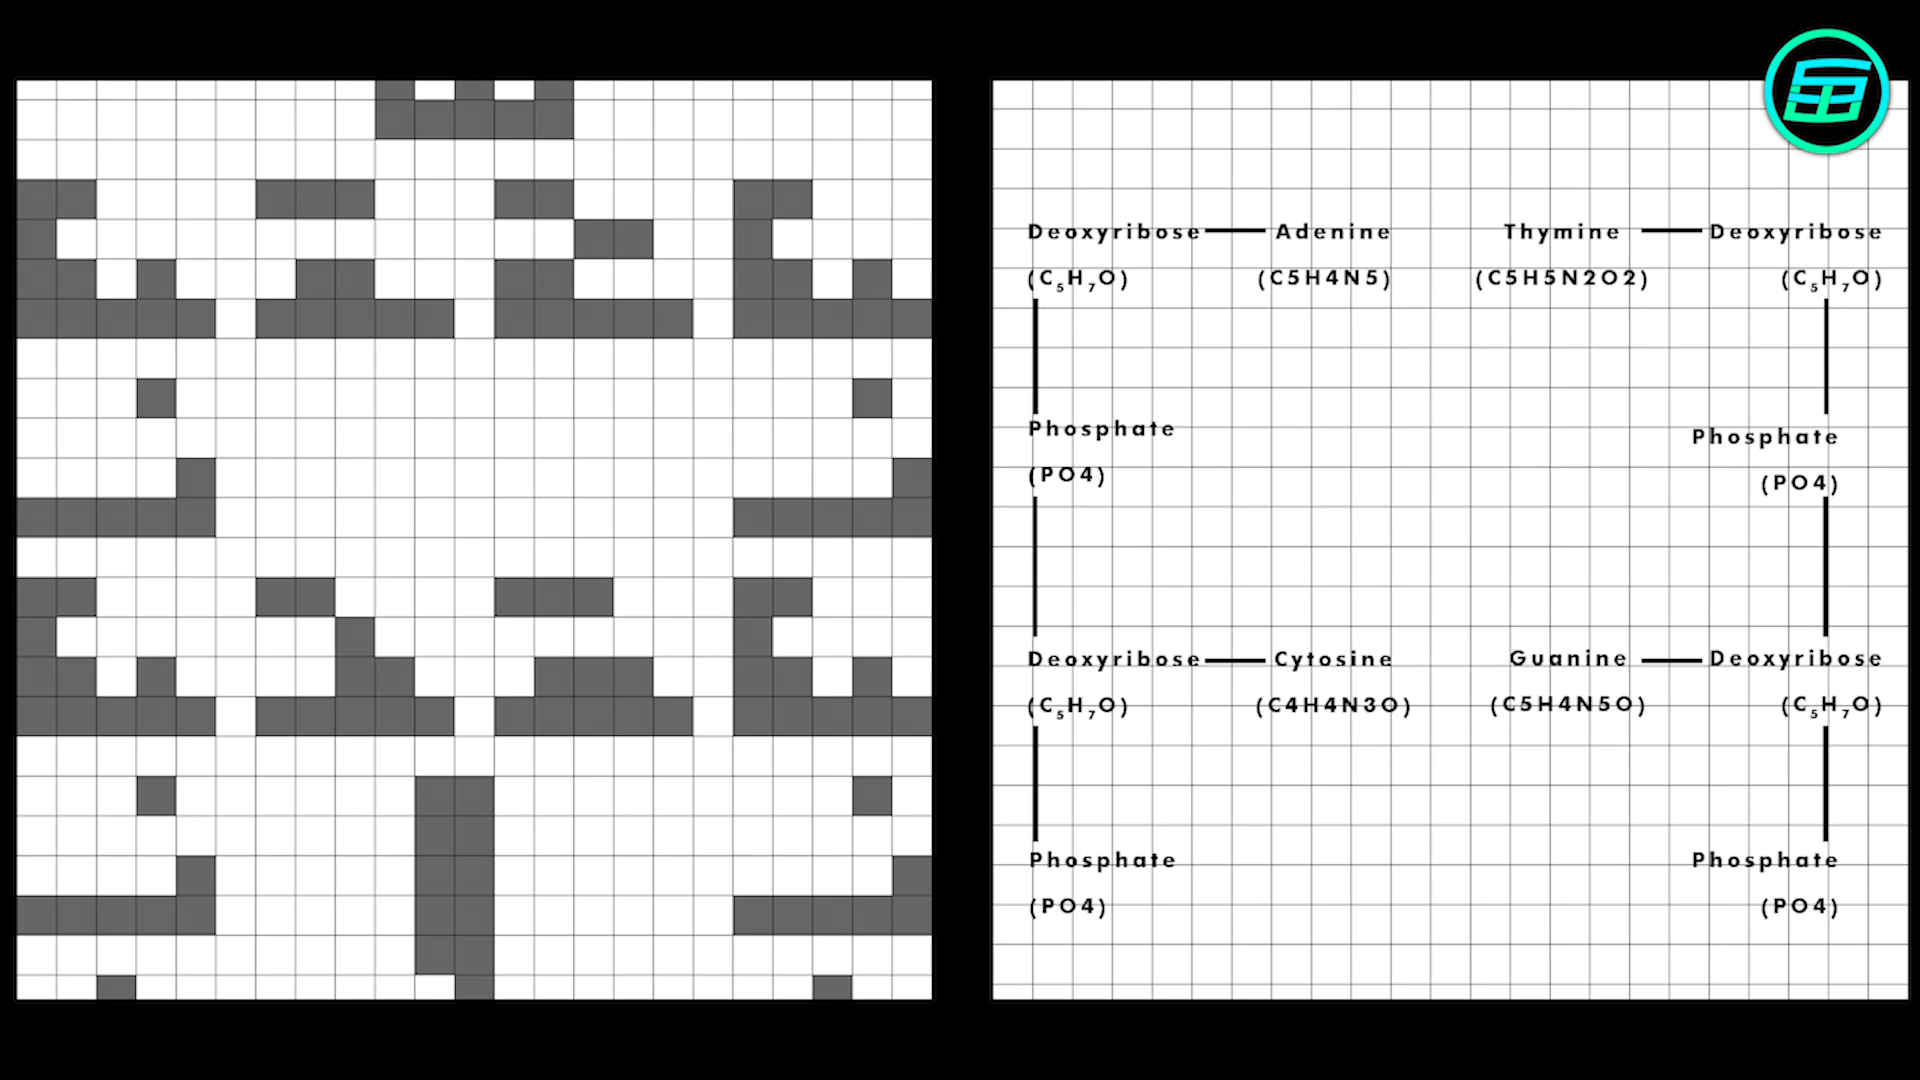 Deoxyribose Adenine Thymine Deoxyribose
(C₅H₇O) (C5H4N5) (C5H5N2O2) (C₅H₇O)
Phosphate Phosphate
(PO4) (PO4)
Deoxyribose Cytosine Guanine Deoxyribose
(C₅H₇O) (C4H4N3O) (C5H4N5O) (C₅H₇O)
Phosphate Phosphate
(PO4) (PO4)